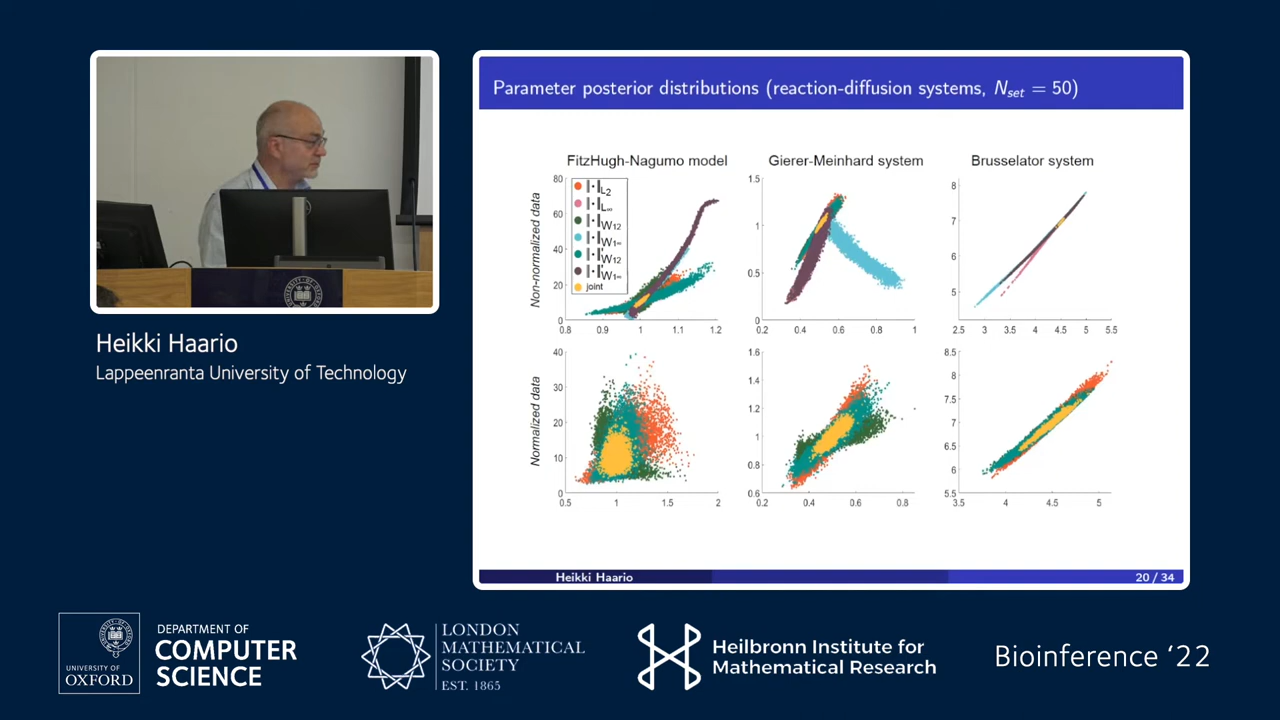 Parameter posterior distributions (reaction-diffusion systems, N_set = 50)
FitzHugh-Nagumo model
Gierer-Meinhard system
Brusselator system
Non-normalized data
80
60
40
20
0
‖·‖L2
‖·‖L∞
‖·‖W12
‖·‖W1∞
‖·‖W12
‖·‖W1∞
joint
0.8 0.9 1 1.1 1.2
1.5
1
0.5
0
0.2 0.4 0.6 0.8 1
8
7
6
5
2.5 3 3.5 4 4.5 5 5.5
Normalized data
40
30
20
10
0
0.5 1 1.5 2
1.6
1.4
1.2
1
0.8
0.6
0.2 0.4 0.6 0.8
8.5
8
7.5
7
6.5
6
5.5
3.5 4 4.5 5
Heikki Haario
20 / 34
Heikki Haario
Lappeenranta University of Technology
UNIVERSITY OF
OXFORD
DEPARTMENT OF
COMPUTER
SCIENCE
LONDON
MATHEMATICAL
SOCIETY
EST. 1865
Heilbronn Institute for
Mathematical Research
Bioinference ‘22